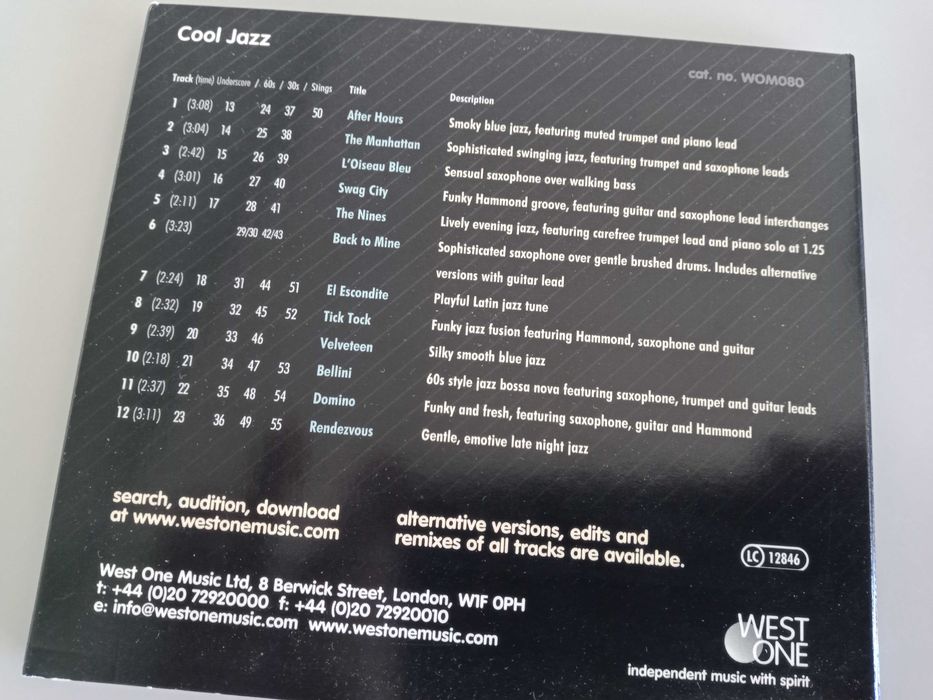 Cool Jazz
cat. no. WOM080
Track (time) Underscore / 60s / 30s / Stings Title Description
1 (3:08) 13 24 37 50 After Hours Smoky blue jazz, featuring muted trumpet and piano lead
2 (3:04) 14 25 38 The Manhattan Sophisticated swinging jazz, featuring trumpet and saxophone leads
3 (2:42) 15 26 39 L'Oiseau Bleu Sensual saxophone over walking bass
4 (3:01) 16 27 40 Swag City Funky Hammond groove, featuring guitar and saxophone lead interchanges
5 (2:11) 17 28 41 The Nines Lively evening jazz, featuring carefree trumpet lead and piano solo at 1.25
6 (3:23) 29/30 42/43 Back to Mine Sophisticated saxophone over gentle brushed drums. Includes alternative
versions with guitar lead
7 (2:24) 18 31 44 51 El Escondite Playful Latin jazz tune
8 (2:32) 19 32 45 52 Tick Tock Funky jazz fusion featuring Hammond, saxophone and guitar
9 (2:39) 20 33 46 Velveteen Silky smooth blue jazz
10 (2:18) 21 34 47 53 Bellini 60s style jazz bossa nova featuring saxophone, trumpet and guitar leads
11 (2:37) 22 35 48 54 Domino Funky and fresh, featuring saxophone, guitar and Hammond
12 (3:11) 23 36 49 55 Rendezvous Gentle, emotive late night jazz
search, audition, download
at www.westonemusic.com
alternative versions, edits and
remixes of all tracks are available.
LC 12846
West One Music Ltd, 8 Berwick Street, London, W1F 0PH
t: +44 (0)20 72920000 f: +44 (0)20 72920010
e: info@westonemusic.com www.westonemusic.com
WEST
ONE
independent music with spirit